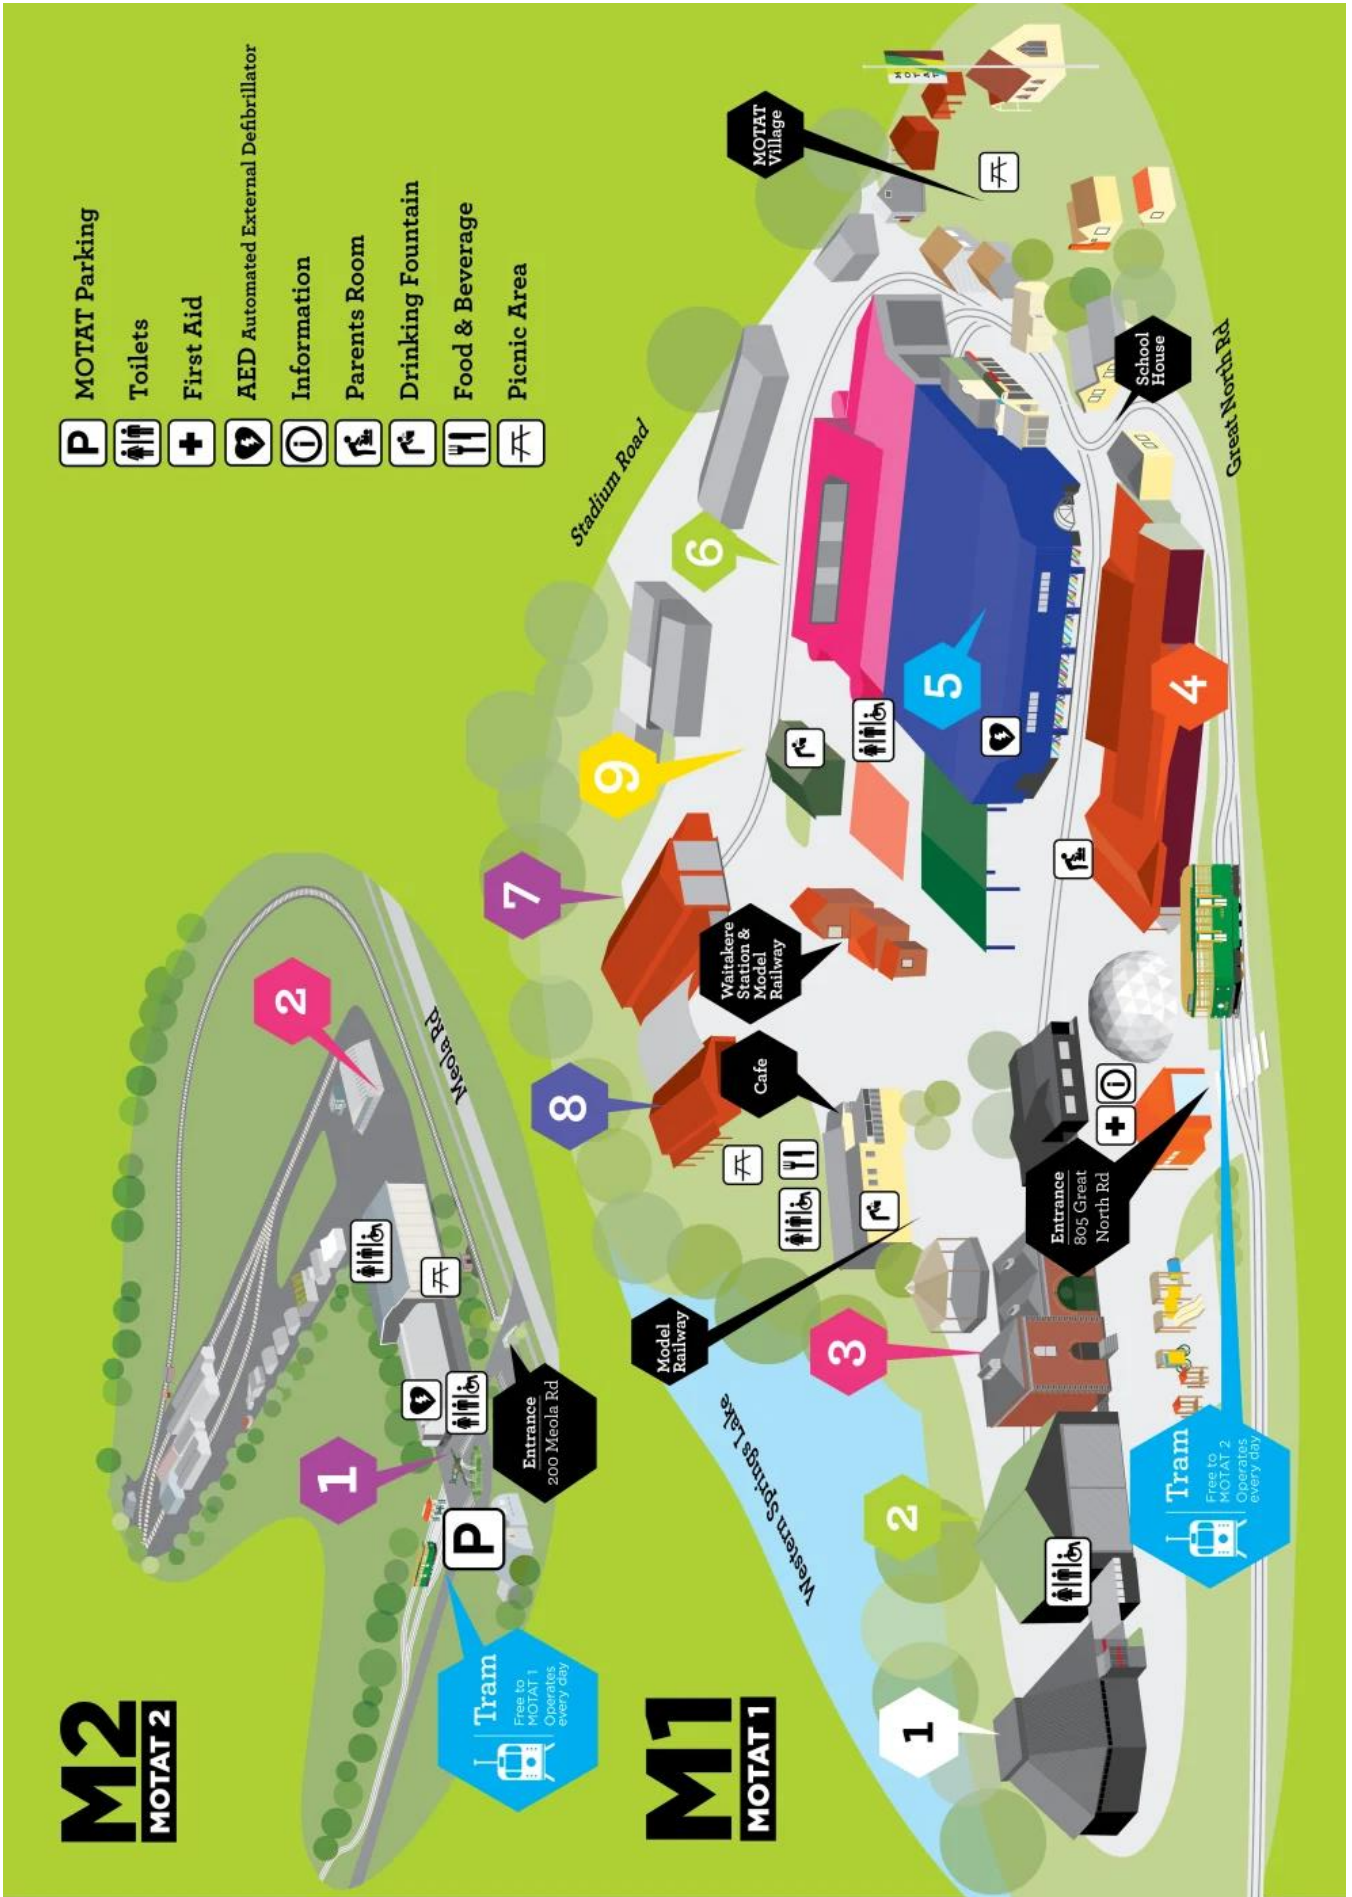 M2
MOTAT 2
P
MOTAT Parking
Toilets
First Aid
AED Automated External Defibrillator
Information
Parents Room
Drinking Fountain
Food & Beverage
Picnic Area
Tram
Free to
MOTAT 1
Operates
every day
P
1
2
Entrance
200 Meola Rd
Meola Rd
M1
MOTAT 1
Western Springs Lake
Stadium Road
Great North Rd
1
2
3
Model
Railway
8
7
9
6
Cafe
Waitakere
Station &
Model
Railway
5
4
MOTAT
Village
MOTAT
School
House
Entrance
805 Great
North Rd
Tram
Free to
MOTAT 2
Operates
every day